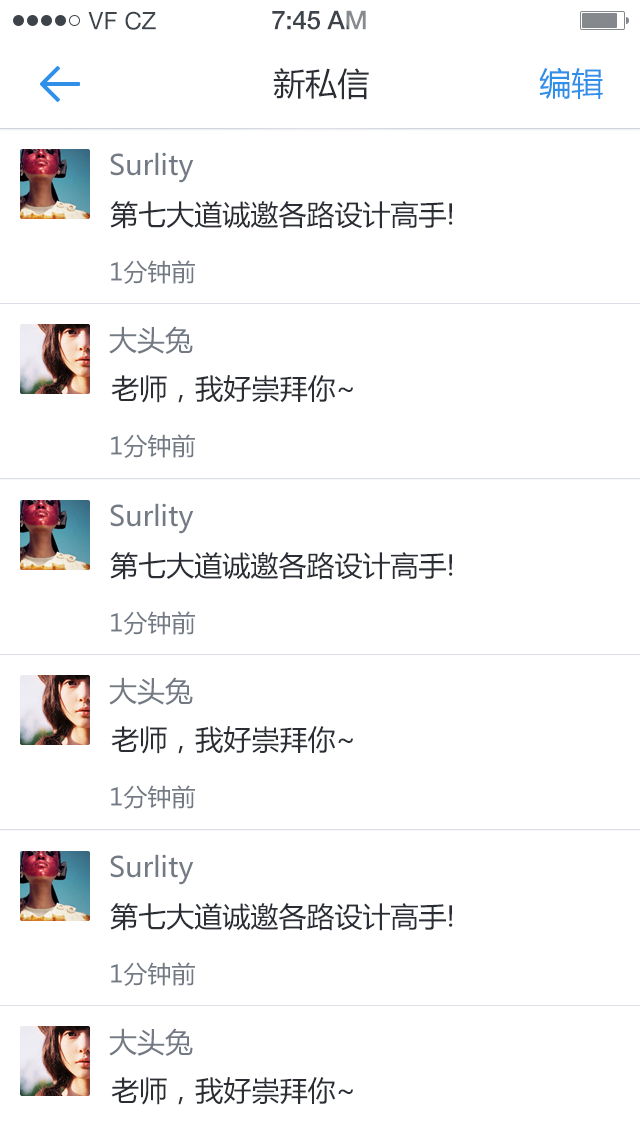 VF CZ 7:45 AM
新私信 编辑
Surlity
第七大道诚邀各路设计高手!
1分钟前
大头兔
老师，我好崇拜你~
1分钟前
Surlity
第七大道诚邀各路设计高手!
1分钟前
大头兔
老师，我好崇拜你~
1分钟前
Surlity
第七大道诚邀各路设计高手!
1分钟前
大头兔
老师，我好崇拜你~